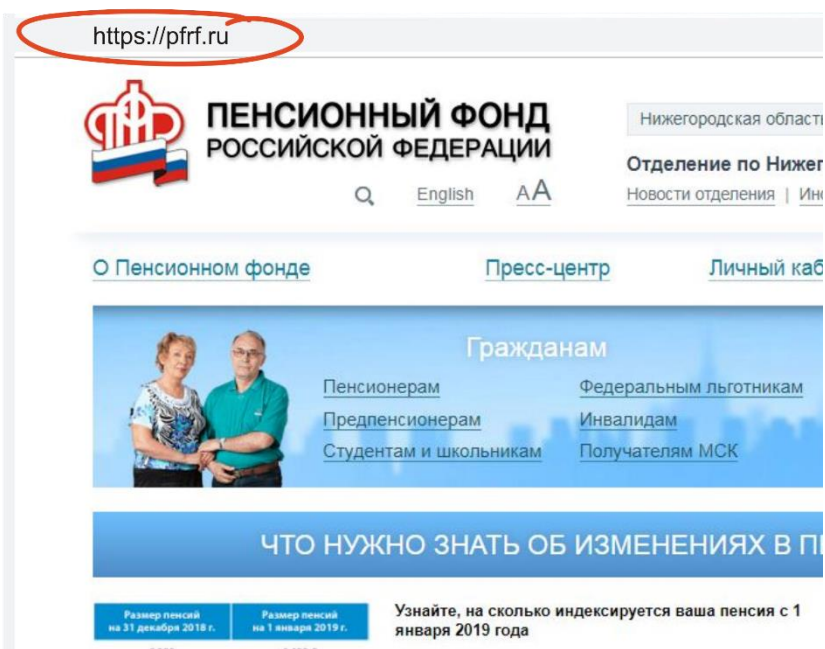 https://pfrf.ru
ПЕНСИОННЫЙ ФОНД
РОССИЙСКОЙ ФЕДЕРАЦИИ
English AA
Нижегородская область
Отделение по Нижег
Новости отделения | Инф
О Пенсионном фонде Пресс-центр Личный каб
Гражданам
Пенсионерам Федеральным льготникам
Предпенсионерам Инвалидам
Студентам и школьникам Получателям МСК
ЧТО НУЖНО ЗНАТЬ ОБ ИЗМЕНЕНИЯХ В П
Размер пенсий
на 31 декабря 2018 г.
Размер пенсий
на 1 января 2019 г.
Узнайте, на сколько индексируется ваша пенсия с 1
января 2019 года